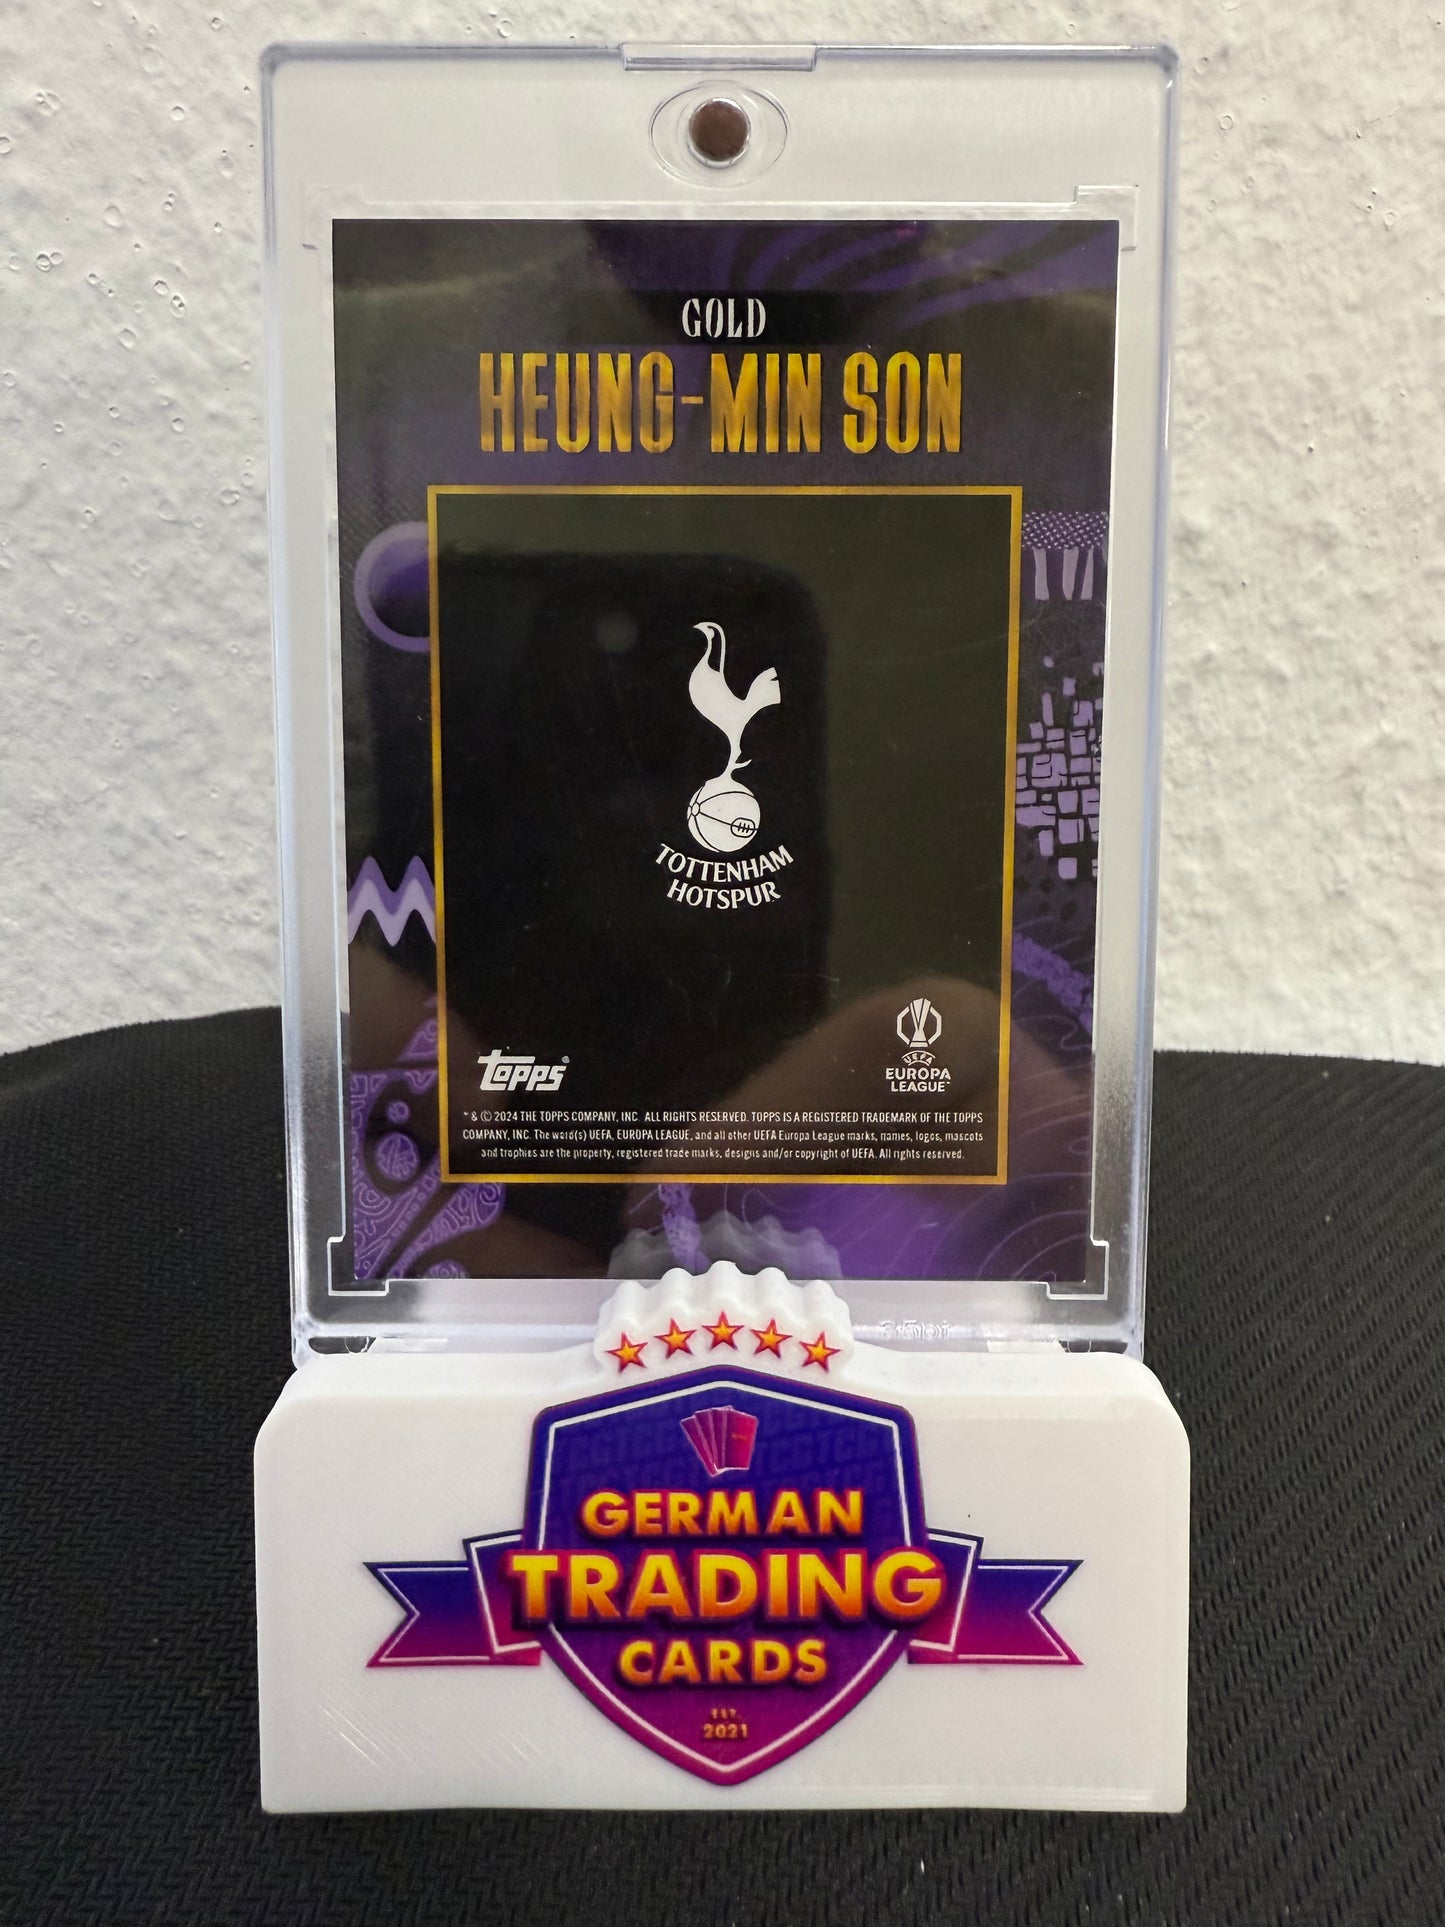 GOLD
HEUNG-MIN SON
TOTTENHAM
HOTSPUR
Topps
UEFA
EUROPA
LEAGUE
* & © 2024 THE TOPPS COMPANY, INC. ALL RIGHTS RESERVED. TOPPS IS A REGISTERED TRADEMARK OF THE TOPPS
COMPANY, INC. The word(s) UEFA, EUROPA LEAGUE, and all other UEFA Europa League marks, names, logos, mascots
and trophies are the property, registered trade marks, designs and/or copyright of UEFA. All rights reserved.
35pt
GERMAN
TRADING
CARDS
EST.
2021